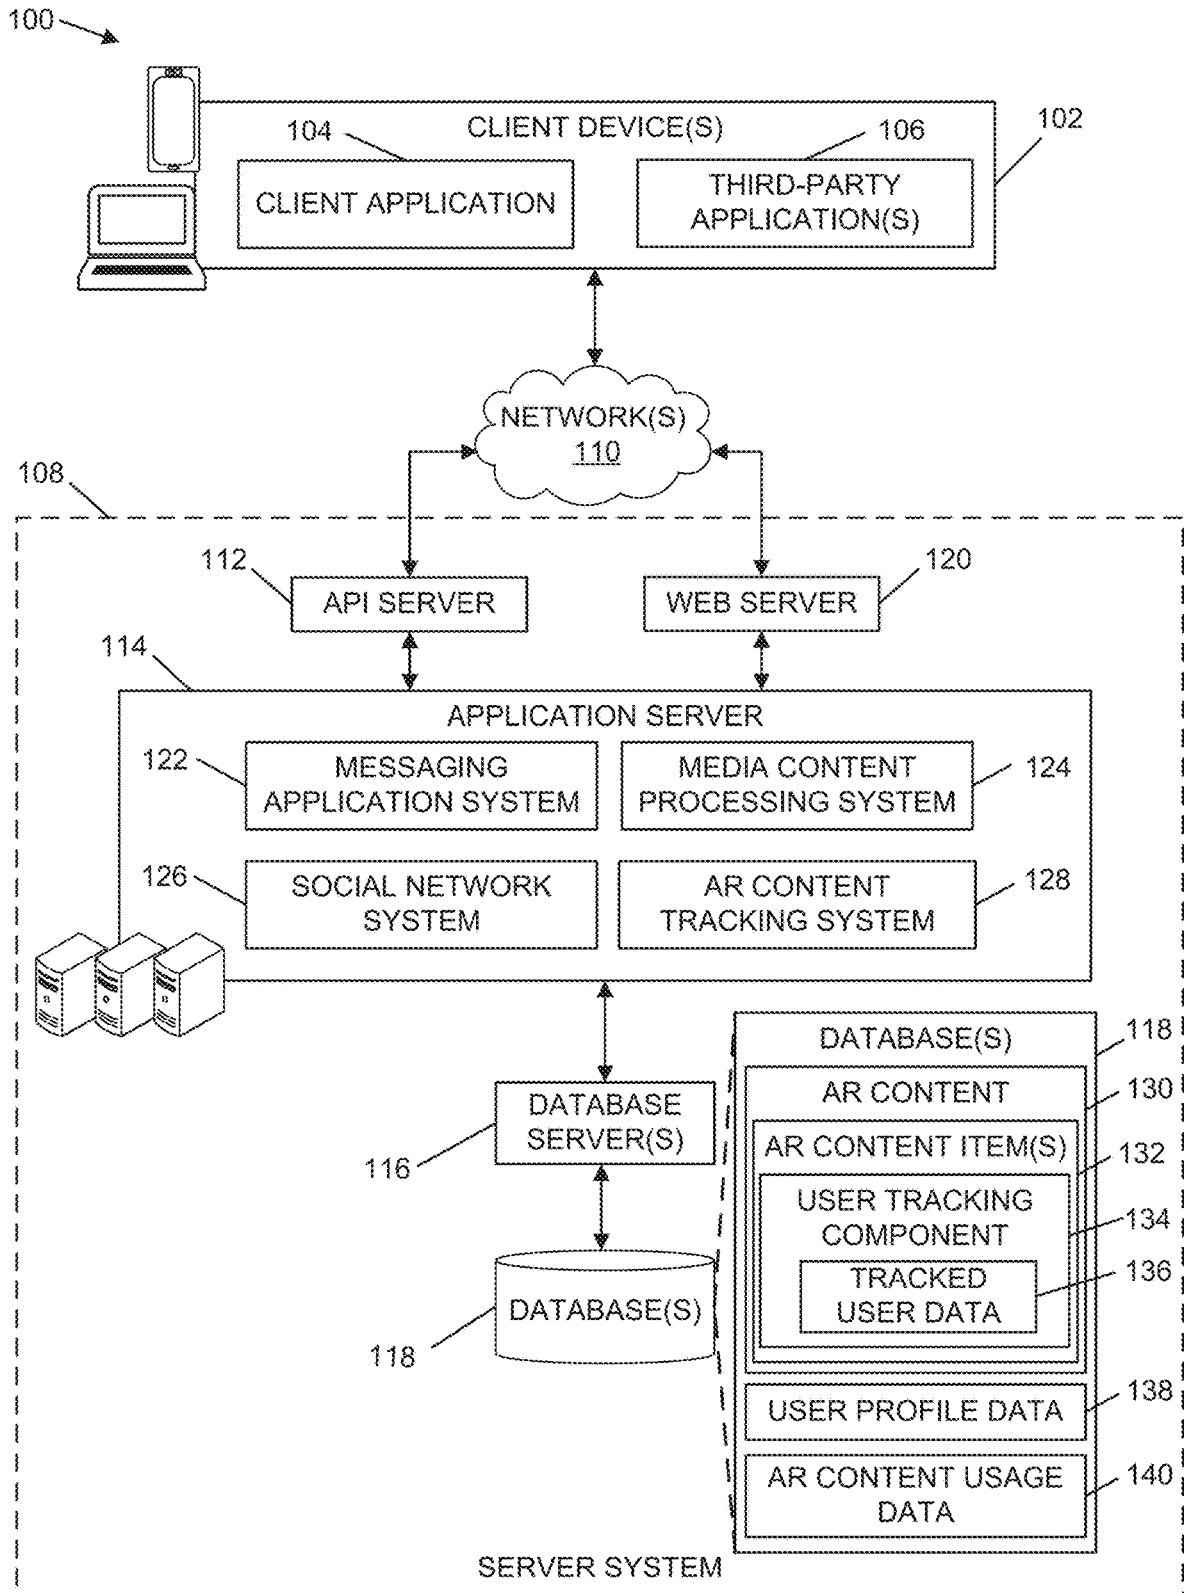 100
104
CLIENT DEVICE(S)
106
102
CLIENT APPLICATION
THIRD-PARTY
APPLICATION(S)
NETWORK(S)
110
108
112
API SERVER
WEB SERVER
120
114
APPLICATION SERVER
122
MESSAGING
APPLICATION SYSTEM
MEDIA CONTENT
PROCESSING SYSTEM
124
126
SOCIAL NETWORK
SYSTEM
AR CONTENT
TRACKING SYSTEM
128
DATABASE(S)
118
AR CONTENT
130
AR CONTENT ITEM(S)
132
USER TRACKING
COMPONENT
134
TRACKED
USER DATA
136
DATABASE
SERVER(S)
116
DATABASE(S)
118
USER PROFILE DATA
138
AR CONTENT USAGE
DATA
140
SERVER SYSTEM